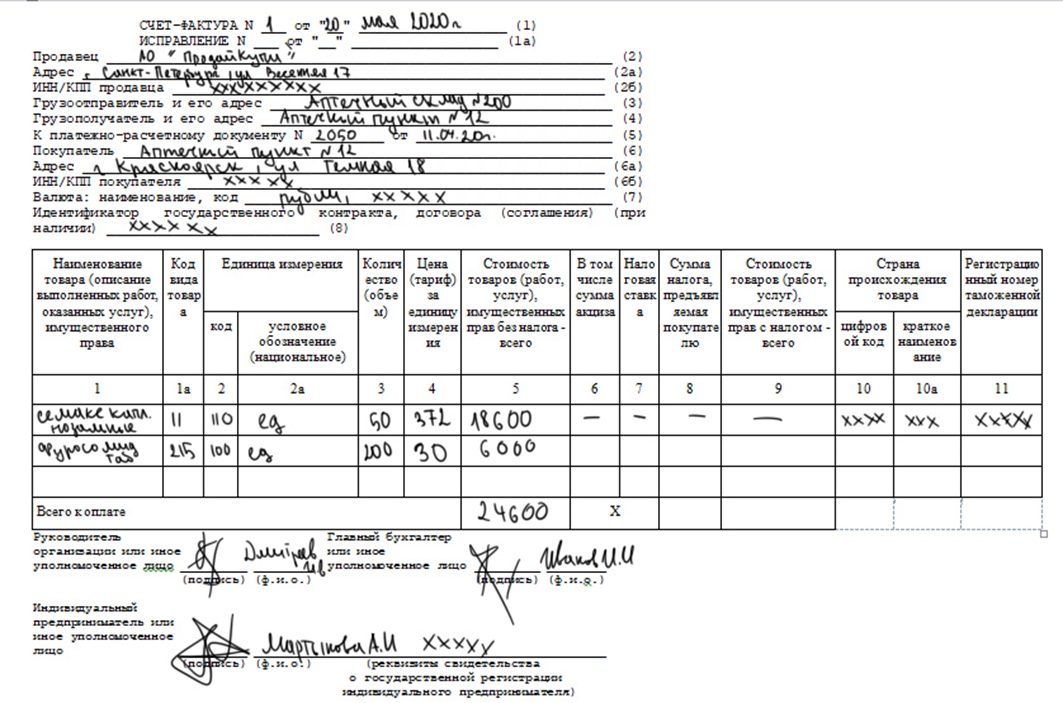 СЧЕТ-ФАКТУРА N 1 от "20" мая 2020 г (1)
ИСПРАВЛЕНИЕ N ___ от "__" ___ (1а)
Продавец АО "ПродайКупи" (2)
Адрес г. Санкт-Петербург, ул Веселая 17 (2а)
ИНН/КПП продавца xxxxxxxxx (2б)
Грузоотправитель и его адрес Аптечный склад №200 (3)
Грузополучатель и его адрес Аптечный пункт №12 (4)
К платежно-расчетному документу N 2050 от 11.04.20г. (5)
Покупатель Аптечный пункт №12 (6)
Адрес г Красноярск, ул Темная 18 (6а)
ИНН/КПП покупателя xxx xx (6б)
Валюта: наименование, код рубли, xxxxx (7)
Идентификатор государственного контракта, договора (соглашения) (при
наличии) xxxx xx (8)
Наименование товара (описание выполненных работ, оказанных услуг), имущественного права Код вида товара Единица измерения Количество (объем) Цена (тариф) за единицу измерения Стоимость товаров (работ, услуг), имущественных прав без налога - всего В том числе сумма акциза Налоговая ставка Сумма налога, предъявляемая покупателю Стоимость товаров (работ, услуг), имущественных прав с налогом - всего Страна происхождения товара Регистрационный номер таможенной декларации
код условное обозначение (национальное) цифровой код краткое наименование
1 1а 2 2а 3 4 5 6 7 8 9 10 10а 11
семакс капл. назальные 11 110 ед 50 372 18600 – – – – xxxx xxx xxxxx
фуросемид таб 215 100 ед 200 30 6000
Всего к оплате 24600 X
Руководитель Главный бухгалтер
организации или иное Дмитриев или иное Иванов И.И
уполномоченное лицо ИВ уполномоченное лицо
(подпись) (ф.и.о.) (подпись) (ф.и.о.)
Индивидуальный
предприниматель или
иное уполномоченное Мартынова А.И xxxxx
лицо
(подпись) (ф.и.о.) (реквизиты свидетельства
о государственной регистрации
индивидуального предпринимателя)